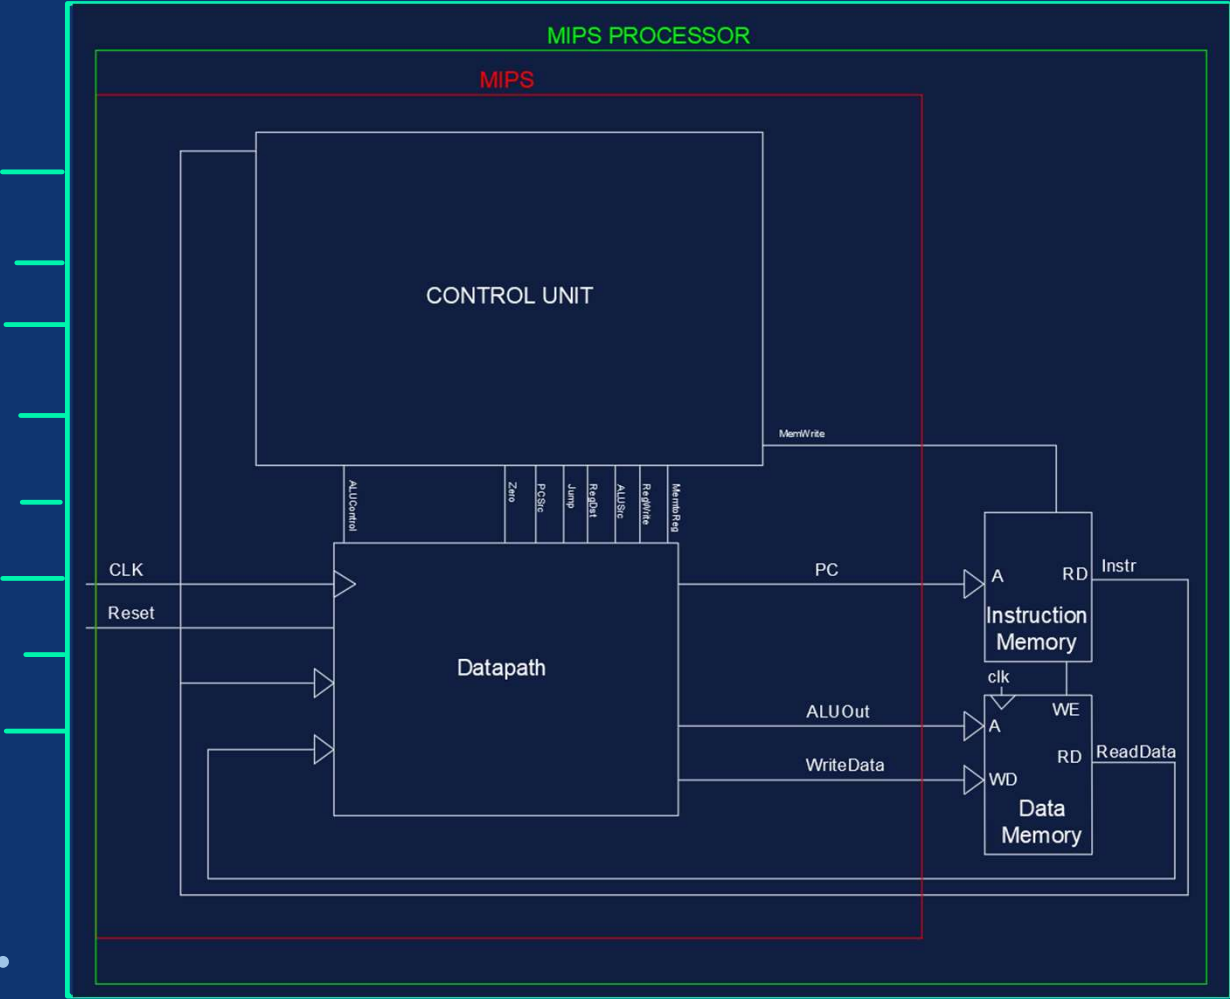 MIPS PROCESSOR
MIPS
CONTROL UNIT
MemWrite
ALUControl
Zero
PCSrc
Jump
RegDst
ALUSrc
RegWrite
MemtoReg
CLK
PC
A
RD
Instr
Reset
Instruction
Memory
Datapath
clk
ALUOut
WE
A
ReadData
RD
WriteData
WD
Data
Memory